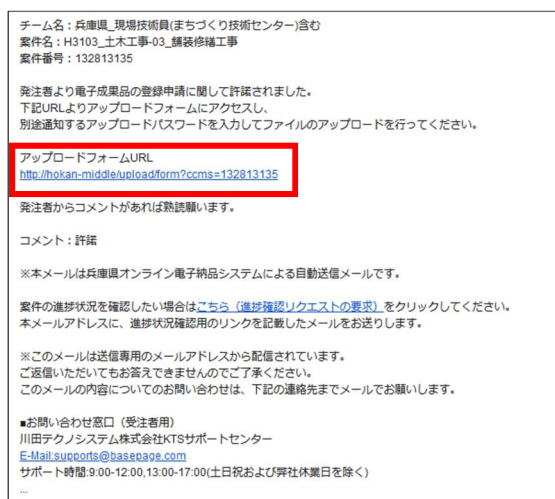 チーム名：兵庫県_現場技術員(まちづくり技術センター)含む
案件名：H3103_土木工事-03_舗装修繕工事
案件番号：132813135
発注者より電子成果品の登録申請に関して許諾されました。
下記URLよりアップロードフォームにアクセスし、
別途通知するアップロードパスワードを入力してファイルのアップロードを行ってください。
アップロードフォームURL
http://hokan-middle/upload/form?ccms=132813135
発注者からコメントがあれば熟読願います。
コメント：許諾
※本メールは兵庫県オンライン電子納品システムによる自動送信メールです。
案件の進捗状況を確認したい場合はこちら（進捗確認リクエストの要求）をクリックしてください。
本メールアドレスに、進捗状況確認用のリンクを記載したメールをお送りします。
※このメールは送信専用のメールアドレスから配信されています。
ご返信いただいてもお答えできませんのでご了承ください。
このメールの内容についてのお問い合わせは、下記の連絡先までメールでお願いします。
■お問い合わせ窓口（受注者用）
川田テクノシステム株式会社KTSサポートセンター
E-Mail:supports@basepage.com
サポート時間:9:00-12:00,13:00-17:00(土日祝および弊社休業日を除く)
...